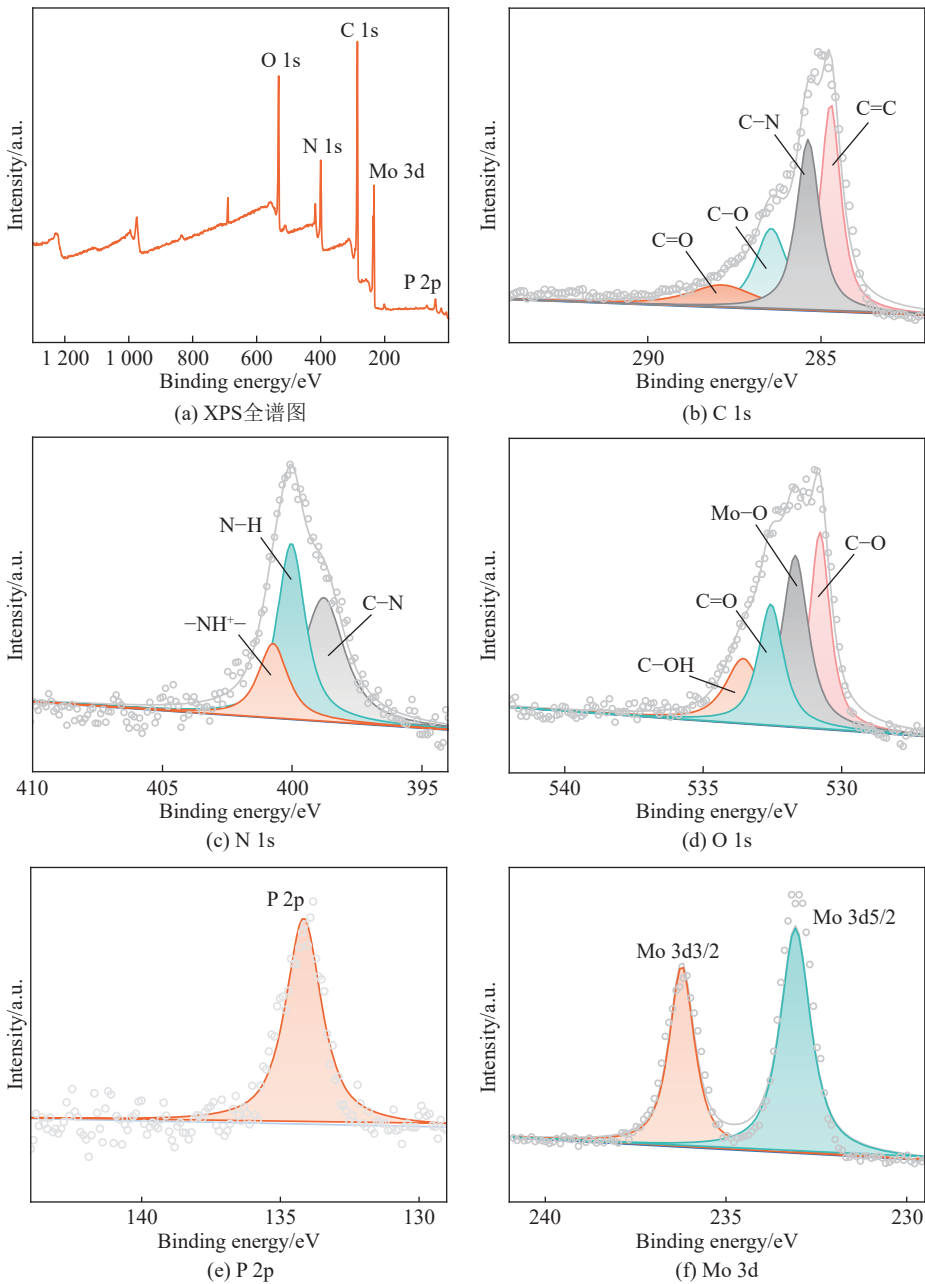 Intensity/a.u.
C 1s
O 1s
N 1s
Mo 3d
P 2p
1 200 1 000 800 600 400 200
Binding energy/eV
(a) XPS全谱图
Intensity/a.u.
C=C
C−N
C−O
C=O
290 285
Binding energy/eV
(b) C 1s
Intensity/a.u.
N−H
−NH⁺−
C−N
410 405 400 395
Binding energy/eV
(c) N 1s
Intensity/a.u.
Mo−O
C−O
C=O
C−OH
540 535 530
Binding energy/eV
(d) O 1s
Intensity/a.u.
P 2p
140 134 130
Binding energy/eV
(e) P 2p
Intensity/a.u.
Mo 3d5/2
Mo 3d3/2
240 235 230
Binding energy/eV
(f) Mo 3d